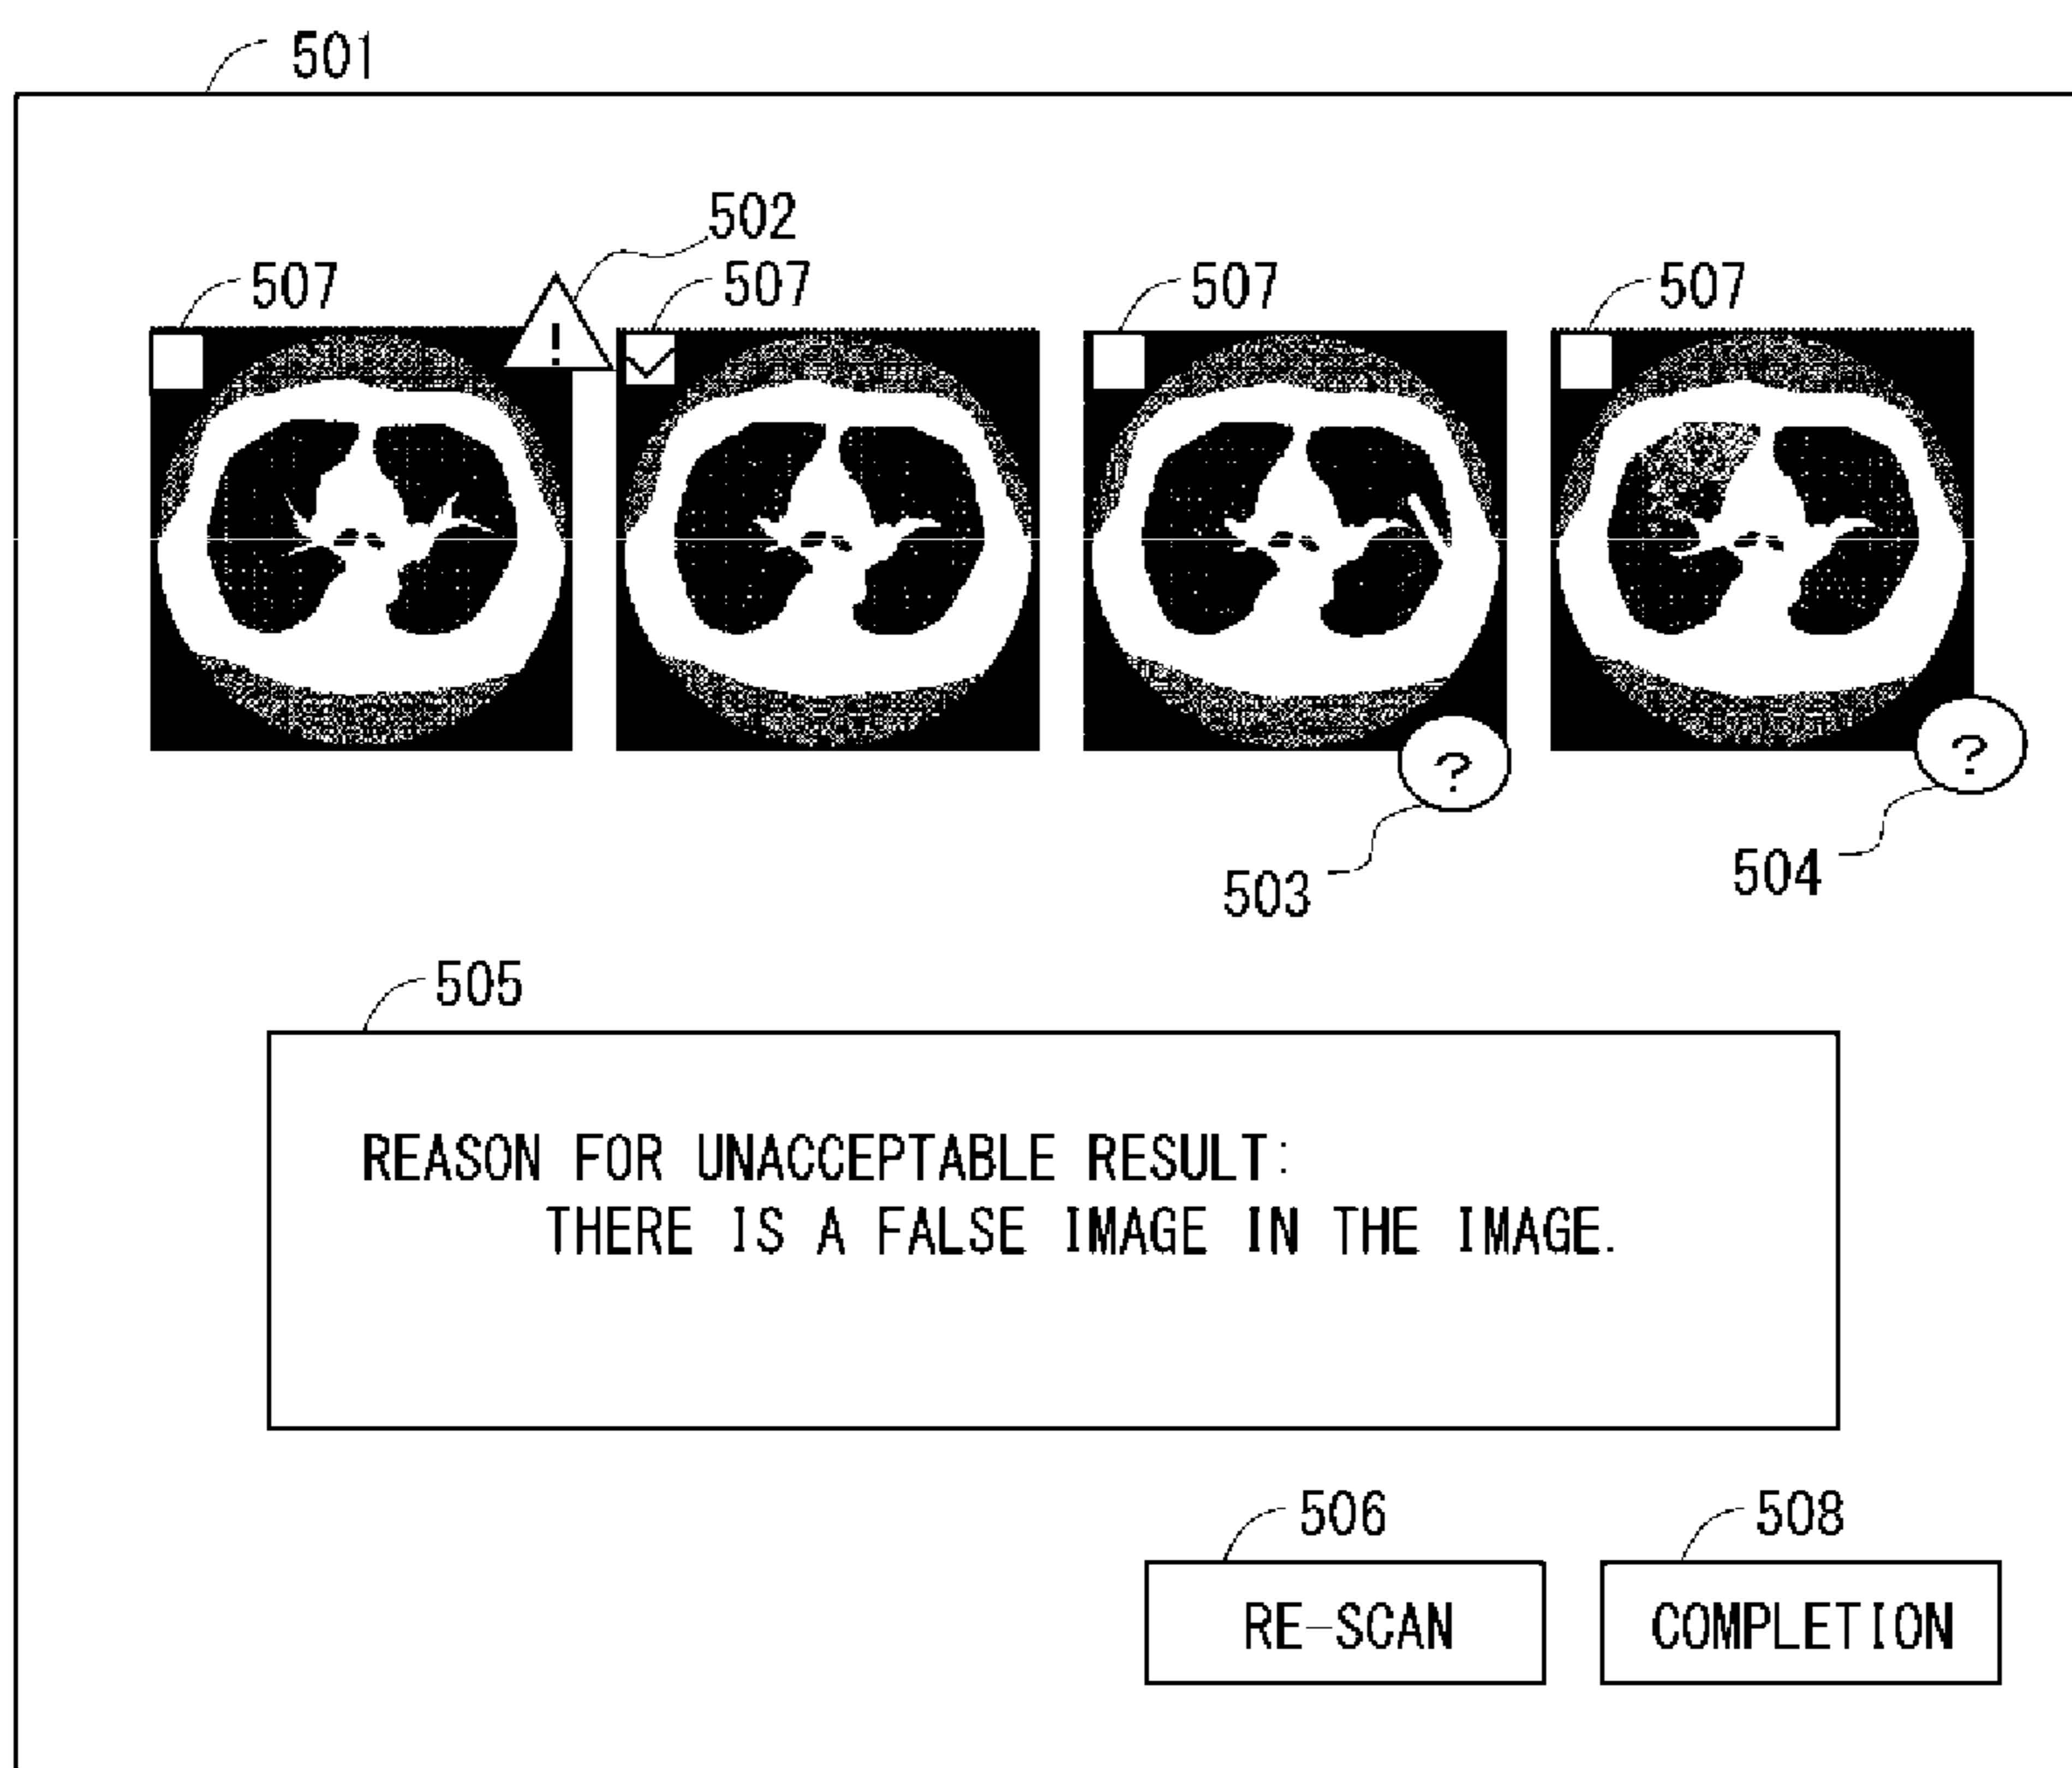 501
502
507 507 507 507
!
? ?
503 504
505
REASON FOR UNACCEPTABLE RESULT:
THERE IS A FALSE IMAGE IN THE IMAGE.
506 508
RE-SCAN COMPLETION